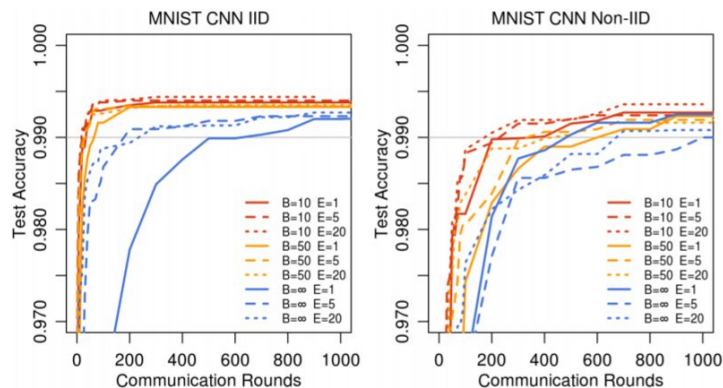 MNIST CNN IID
1.000
0.990
0.980
0.970
Test Accuracy
B=10 E=1
B=10 E=5
B=10 E=20
B=50 E=1
B=50 E=5
B=50 E=20
B=∞ E=1
B=∞ E=5
B=∞ E=20
0 200 400 600 800 1000
Communication Rounds
MNIST CNN Non-IID
1.000
0.990
0.980
0.970
Test Accuracy
B=10 E=1
B=10 E=5
B=10 E=20
B=50 E=1
B=50 E=5
B=50 E=20
B=∞ E=1
B=∞ E=5
B=∞ E=20
0 200 400 600 800 1000
Communication Rounds